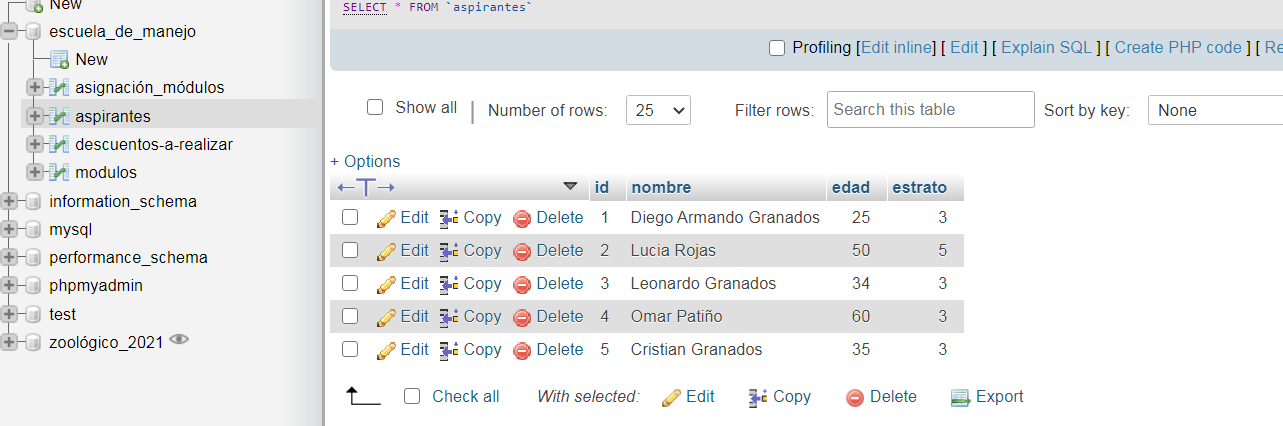 New
escuela_de_manejo
New
asignación_módulos
aspirantes
descuentos-a-realizar
modulos
information_schema
mysql
performance_schema
phpmyadmin
test
zoológico_2021
SELECT * FROM `aspirantes`
Profiling [Edit inline] [ Edit ] [ Explain SQL ] [ Create PHP code ] [ Re
Show all | Number of rows: 25 Filter rows: Search this table Sort by key: None
+ Options
id nombre edad estrato
Edit Copy Delete 1 Diego Armando Granados 25 3
Edit Copy Delete 2 Lucia Rojas 50 5
Edit Copy Delete 3 Leonardo Granados 34 3
Edit Copy Delete 4 Omar Patiño 60 3
Edit Copy Delete 5 Cristian Granados 35 3
Check all With selected: Edit Copy Delete Export